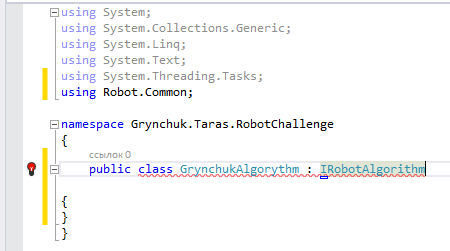 using System;
using System.Collections.Generic;
using System.Linq;
using System.Text;
using System.Threading.Tasks;
using Robot.Common;
namespace Grynchuk.Taras.RobotChallenge
{
ссылок 0
public class GrynchukAlgorythm : IRobotAlgorithm
{
}
}